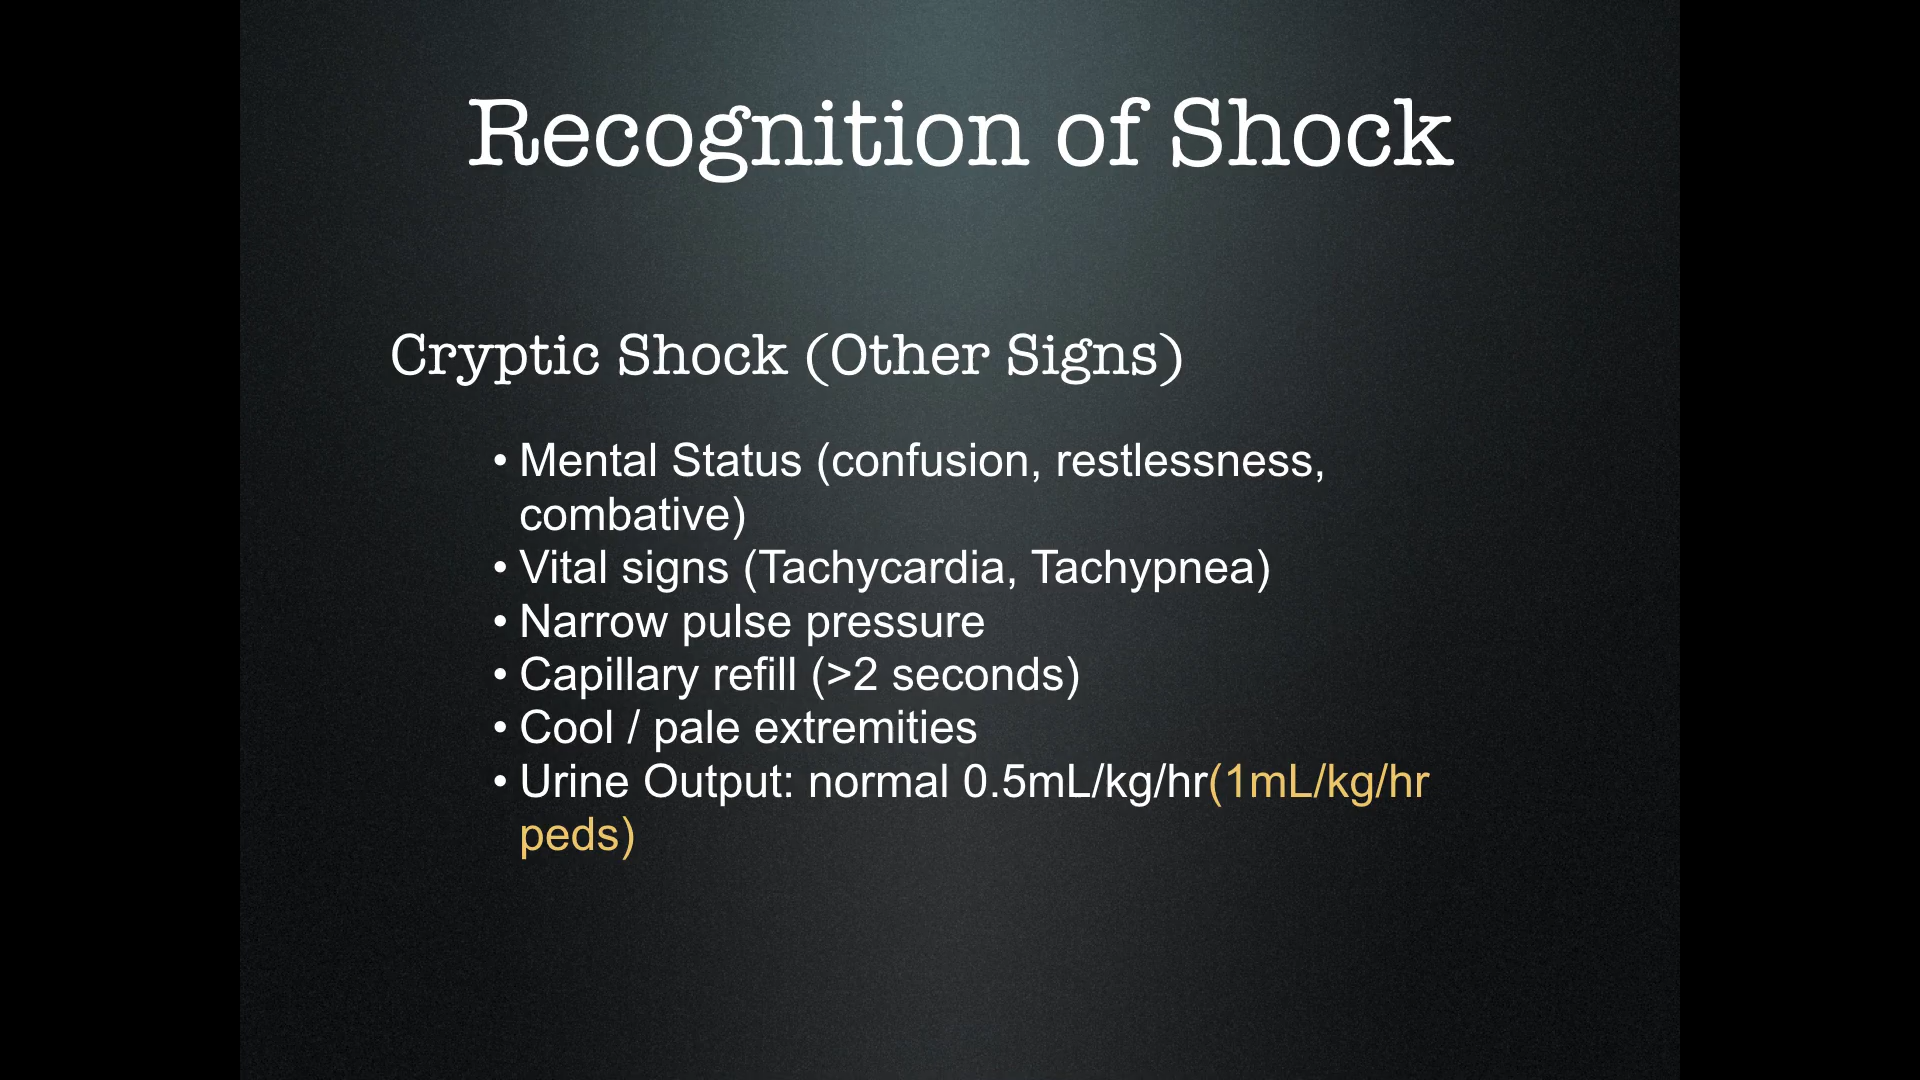 Recognition of Shock
Cryptic Shock (Other Signs)
• Mental Status (confusion, restlessness,
combative)
• Vital signs (Tachycardia, Tachypnea)
• Narrow pulse pressure
• Capillary refill (>2 seconds)
• Cool / pale extremities
• Urine Output: normal 0.5mL/kg/hr(1mL/kg/hr
peds)